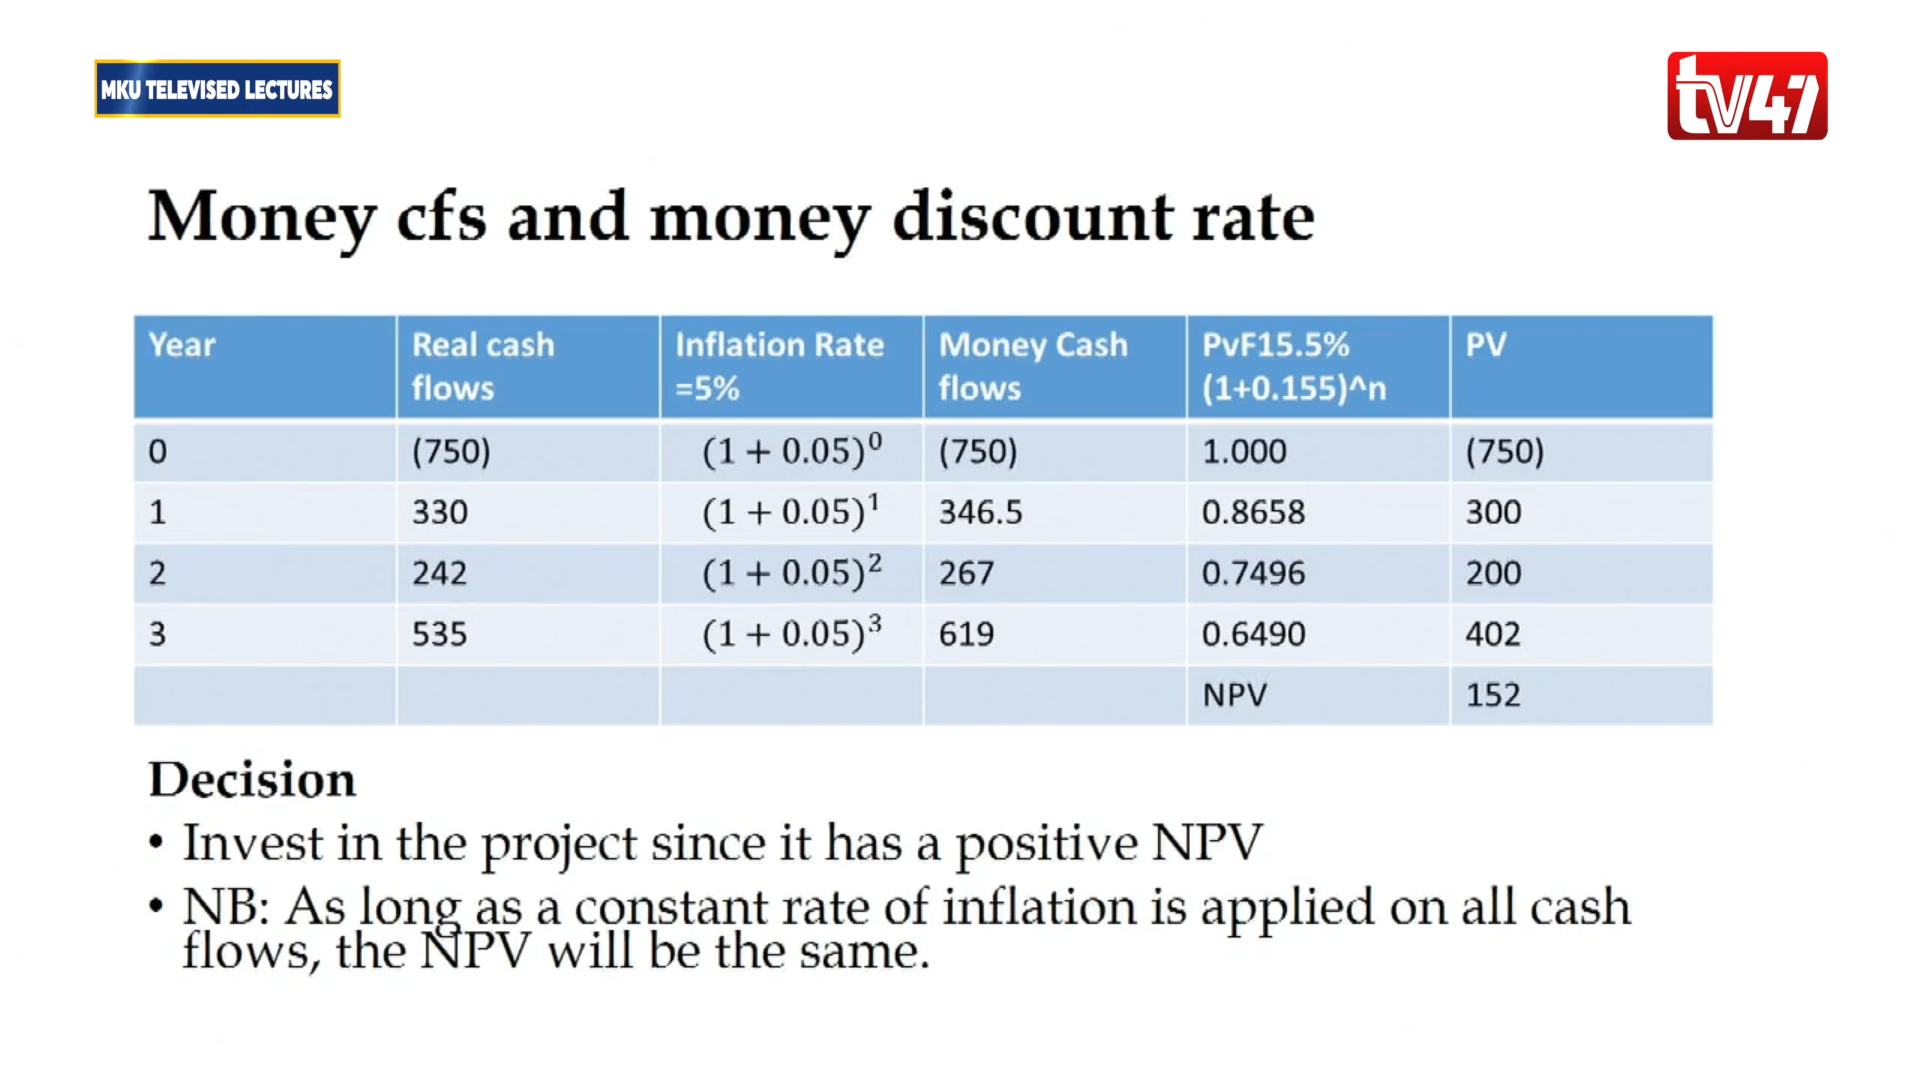 MKU TELEVISED LECTURES
tv47
Money cfs and money discount rate
Year Real cash flows Inflation Rate =5% Money Cash flows PvF15.5% (1+0.155)^n PV
0 (750) (1 + 0.05)⁰ (750) 1.000 (750)
1 330 (1 + 0.05)¹ 346.5 0.8658 300
2 242 (1 + 0.05)² 267 0.7496 200
3 535 (1 + 0.05)³ 619 0.6490 402
NPV 152
Decision
• Invest in the project since it has a positive NPV
• NB: As long as a constant rate of inflation is applied on all cash
flows, the NPV will be the same.